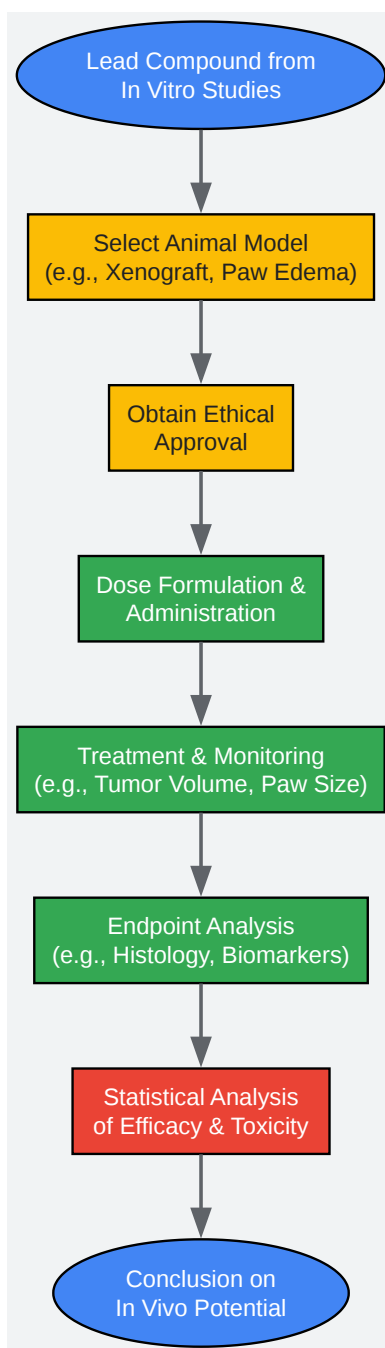 Lead Compound from
In Vitro Studies
Select Animal Model
(e.g., Xenograft, Paw Edema)
Obtain Ethical
Approval
Dose Formulation &
Administration
Treatment & Monitoring
(e.g., Tumor Volume, Paw Size)
Endpoint Analysis
(e.g., Histology, Biomarkers)
Statistical Analysis
of Efficacy & Toxicity
Conclusion on
In Vivo Potential